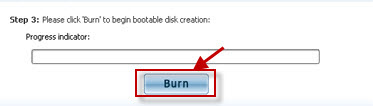 Step 3: Please click 'Burn' to begin bootable disk creation:
Progress indicator:
Burn